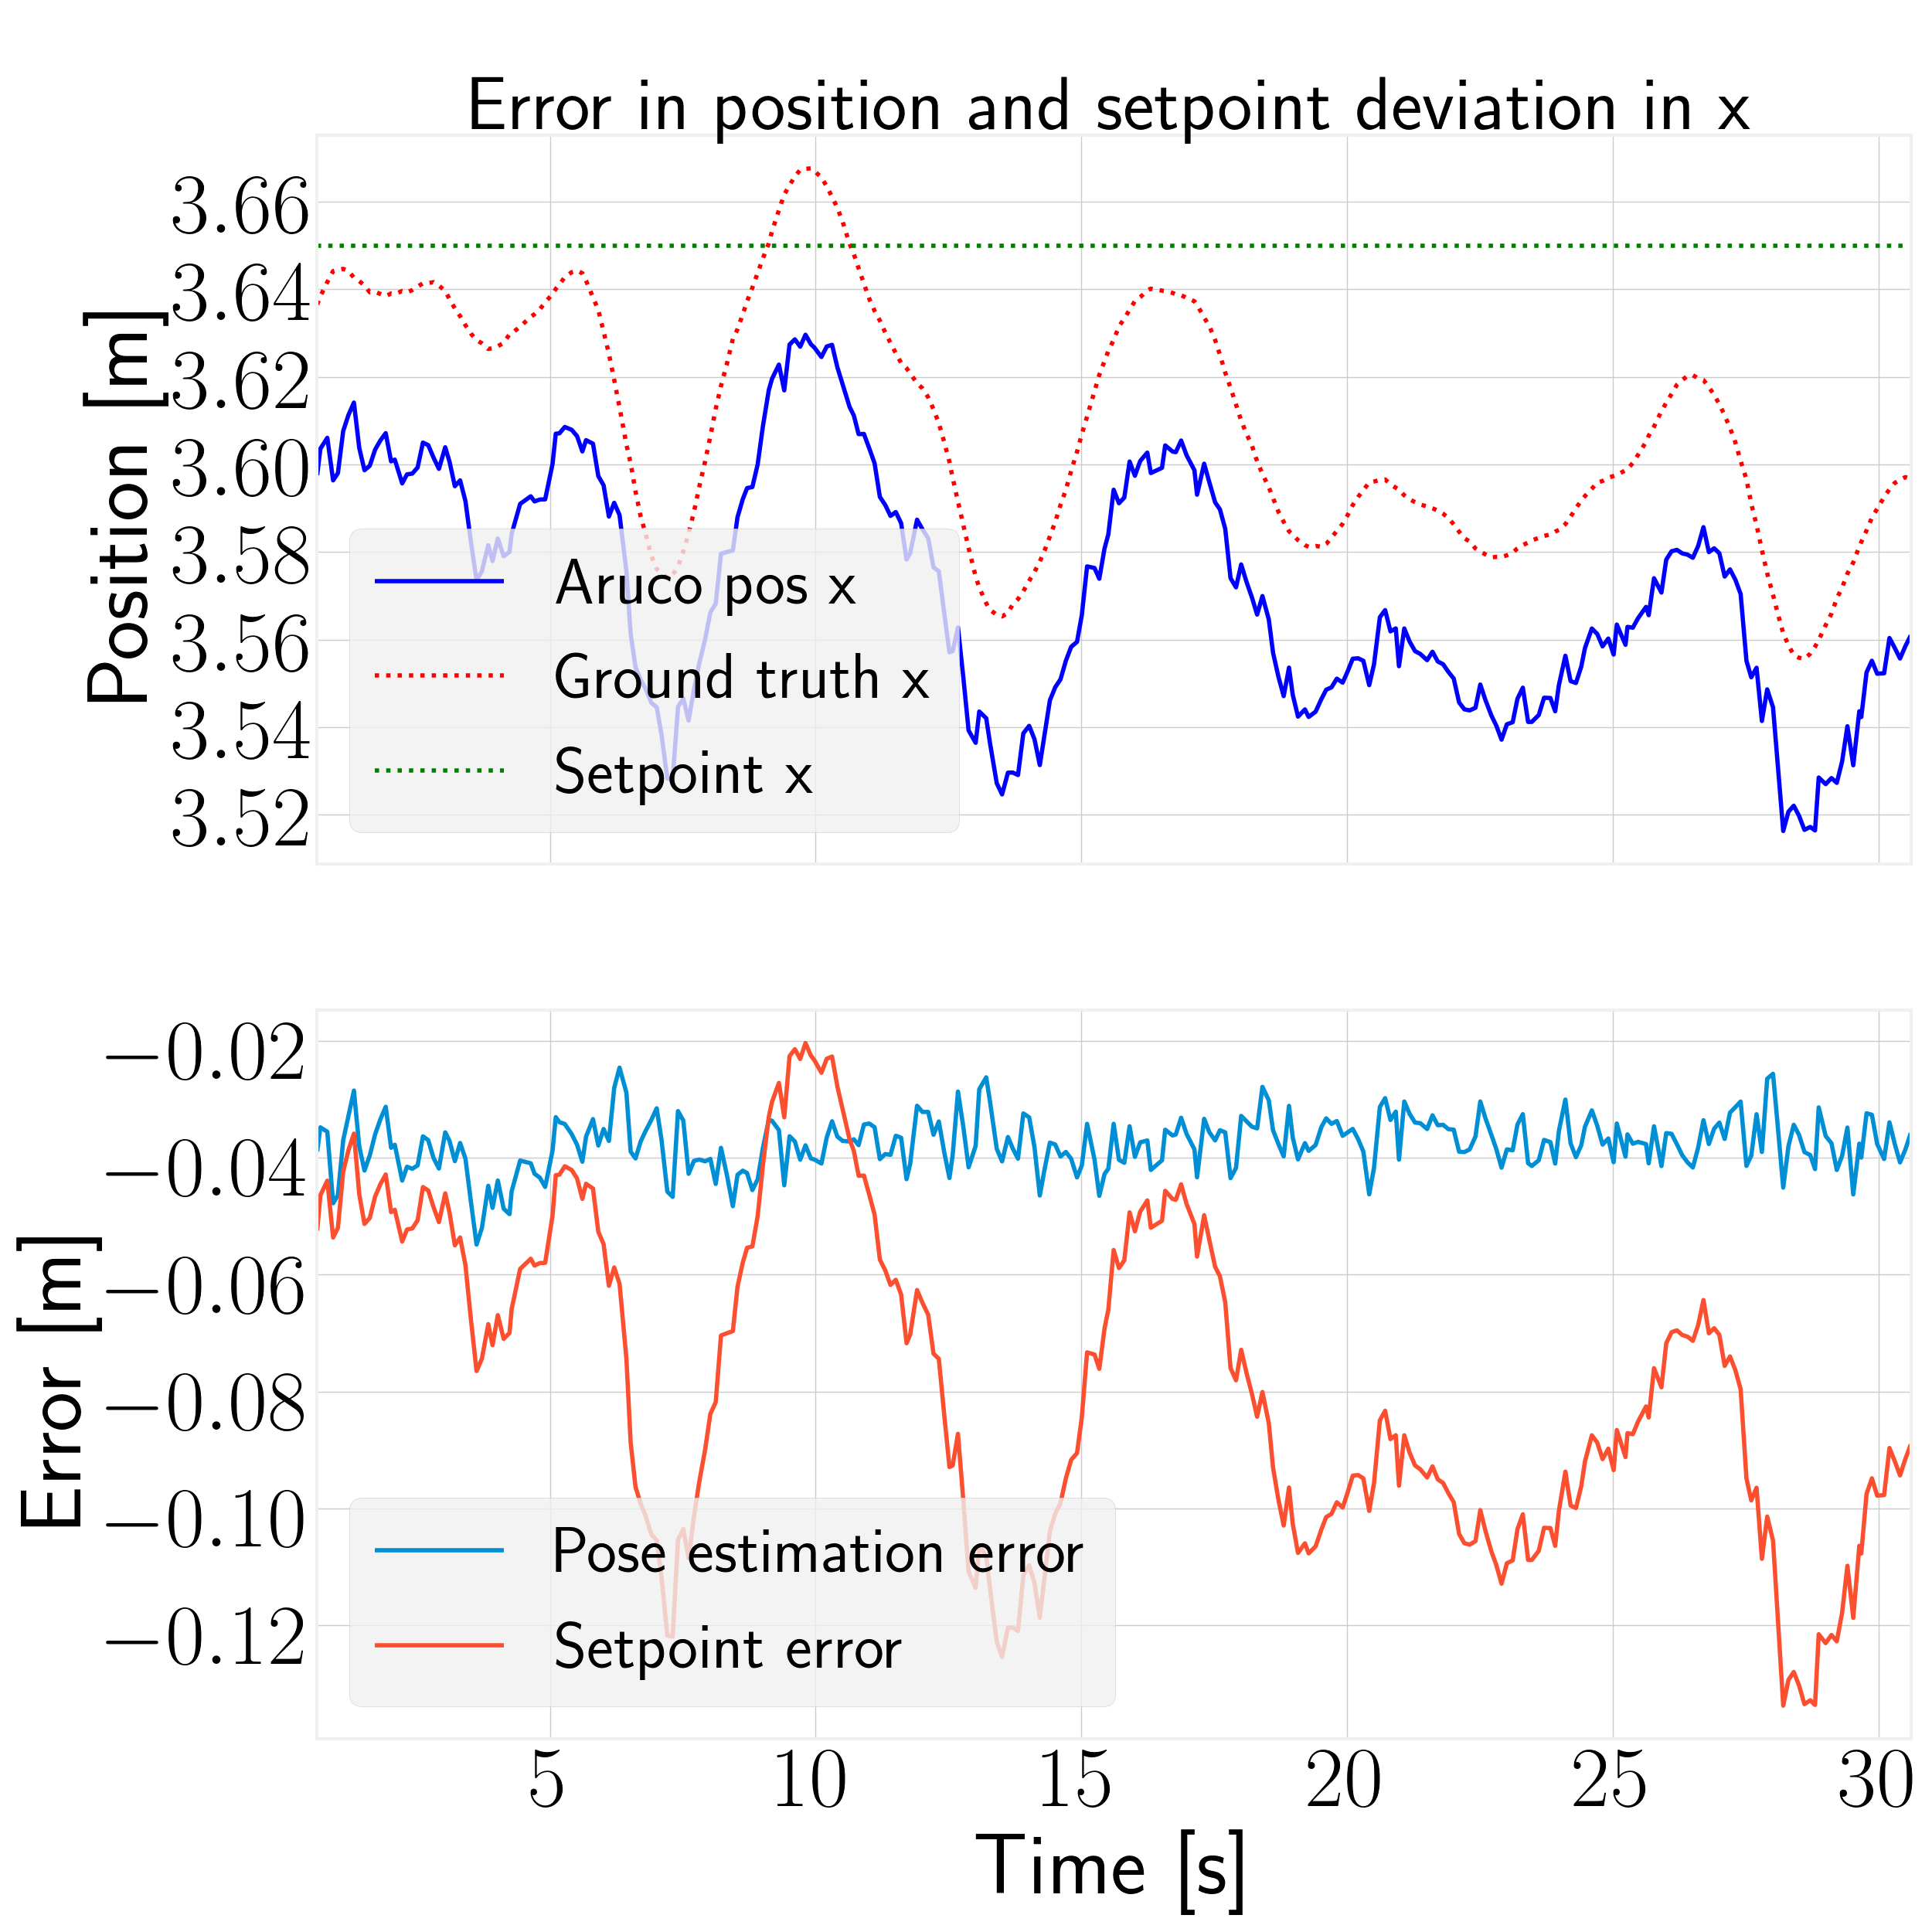 Error in position and setpoint deviation in x
Position [m]
3.66
3.64
3.62
3.60
3.58
3.56
3.54
3.52
Aruco pos x
Ground truth x
Setpoint x
Error [m]
−0.02
−0.04
−0.06
−0.08
−0.10
−0.12
Pose estimation error
Setpoint error
5 10 15 20 25 30
Time [s]